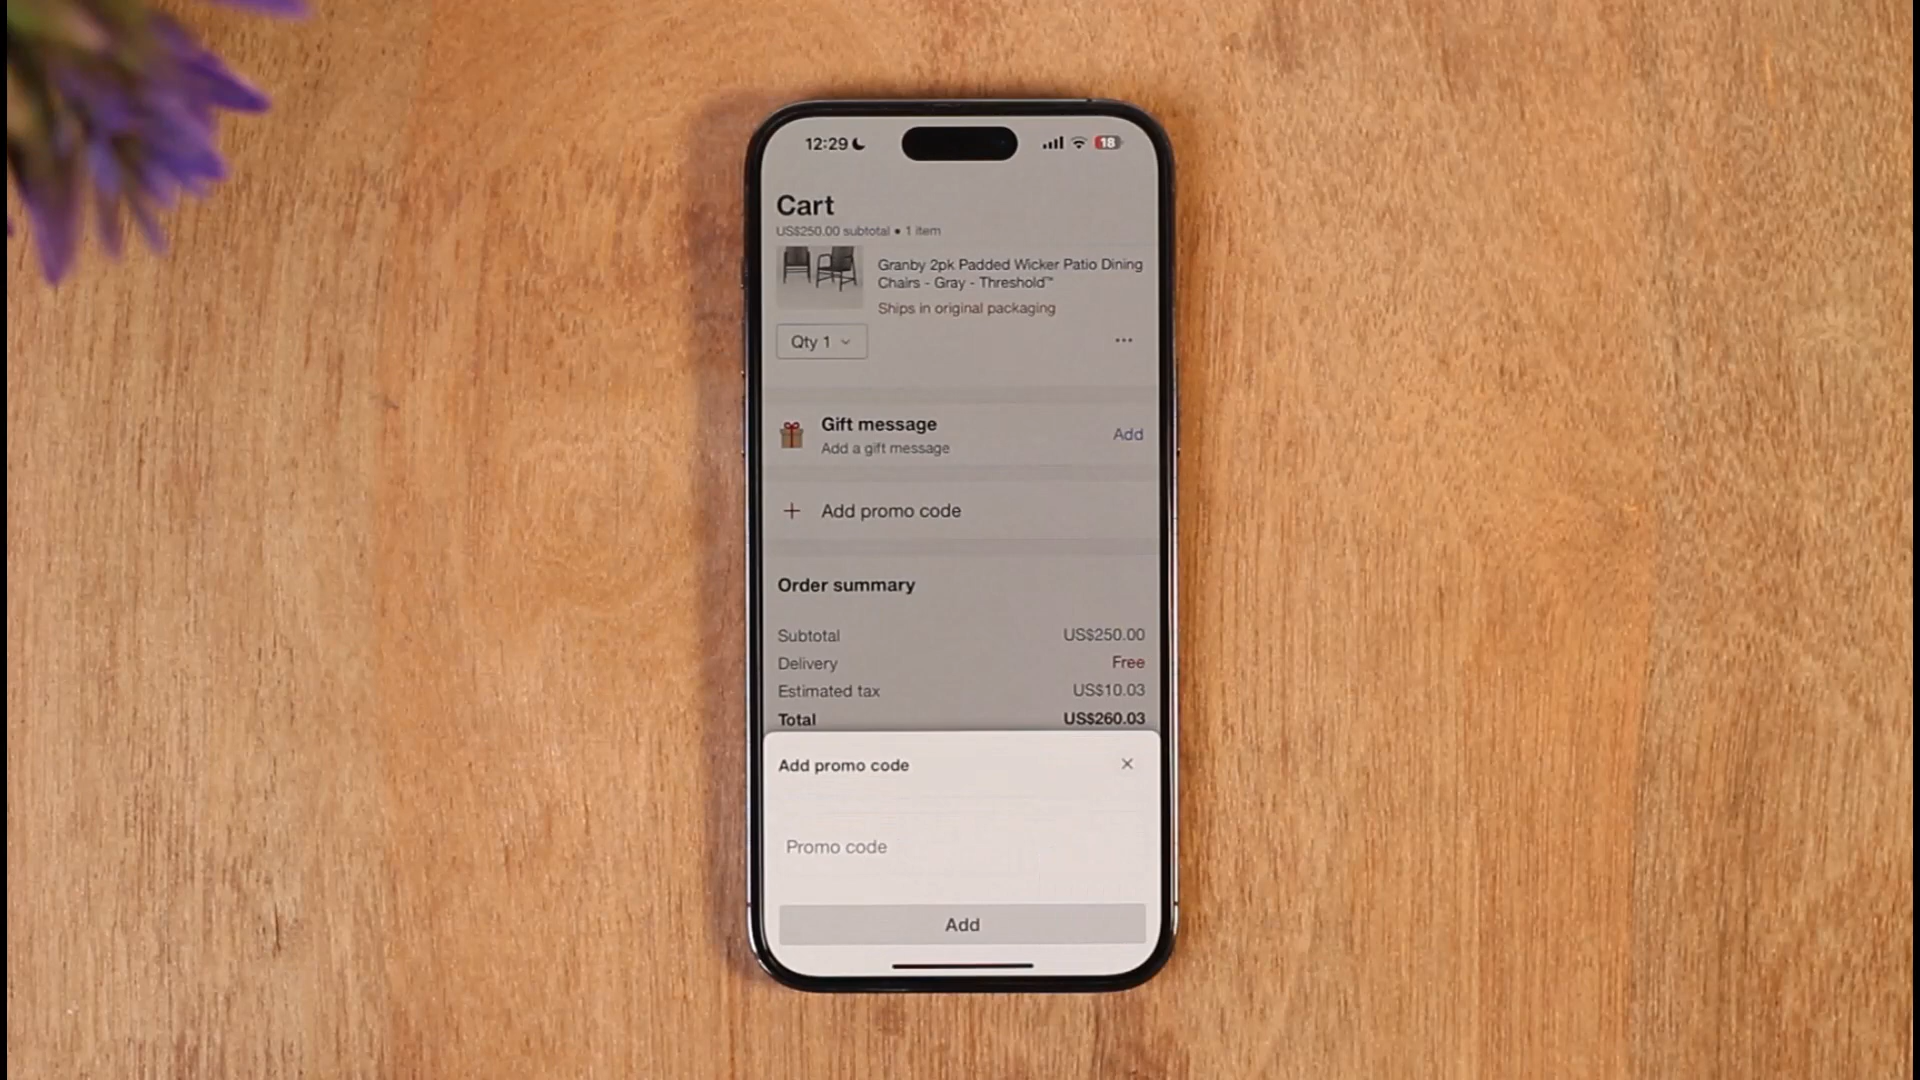 12:29
18
Cart
US$250.00 subtotal • 1 item
Granby 2pk Padded Wicker Patio Dining
Chairs - Gray - Threshold™
Ships in original packaging
Qty 1
Gift message
Add a gift message
Add
+ Add promo code
Order summary
Subtotal US$250.00
Delivery Free
Estimated tax US$10.03
Total US$260.03
Add promo code
Promo code
Add